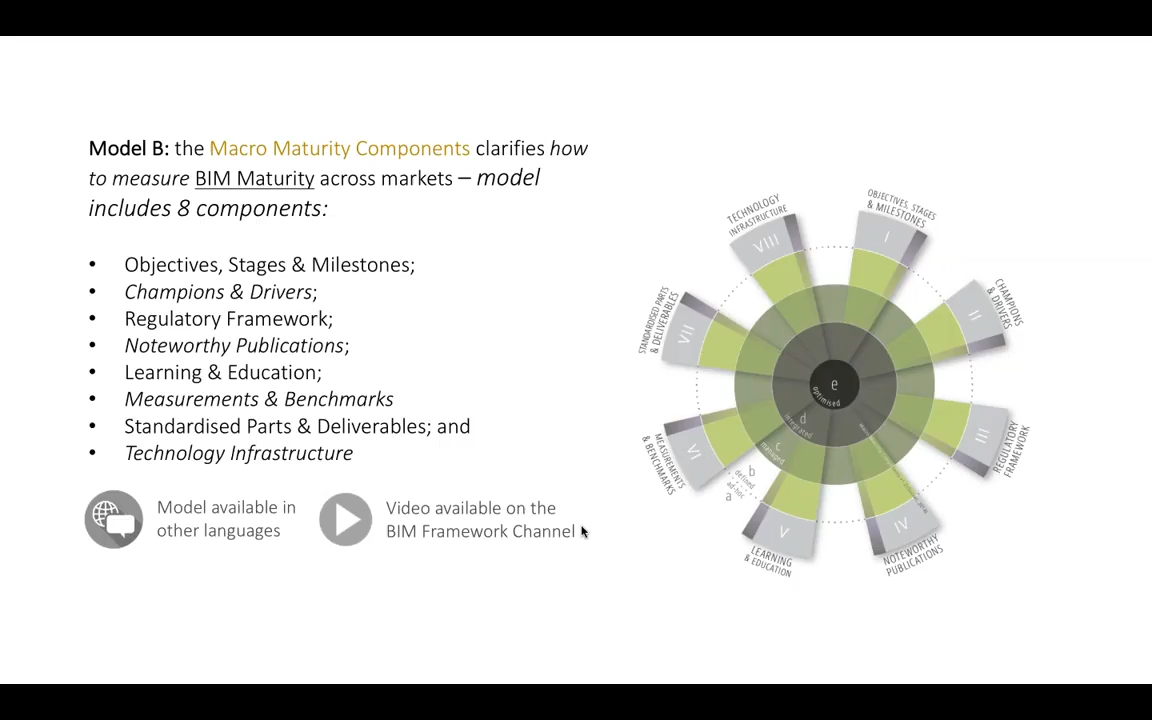 Model B: the Macro Maturity Components clarifies how
to measure BIM Maturity across markets – model
includes 8 components:
• Objectives, Stages & Milestones;
• Champions & Drivers;
• Regulatory Framework;
• Noteworthy Publications;
• Learning & Education;
• Measurements & Benchmarks
• Standardised Parts & Deliverables; and
• Technology Infrastructure
Model available in
other languages
Video available on the
BIM Framework Channel
OBJECTIVES, STAGES
& MILESTONES
I
CHAMPIONS
& DRIVERS
II
REGULATORY
FRAMEWORK
III
NOTEWORTHY
PUBLICATIONS
IV
LEARNING
& EDUCATION
V
MEASUREMENTS
& BENCHMARKS
VI
STANDARDISED PARTS
& DELIVERABLES
VII
TECHNOLOGY
INFRASTRUCTURE
VIII
e
optimised
d
integrated
c
managed
b
defined
ad-hoc
a